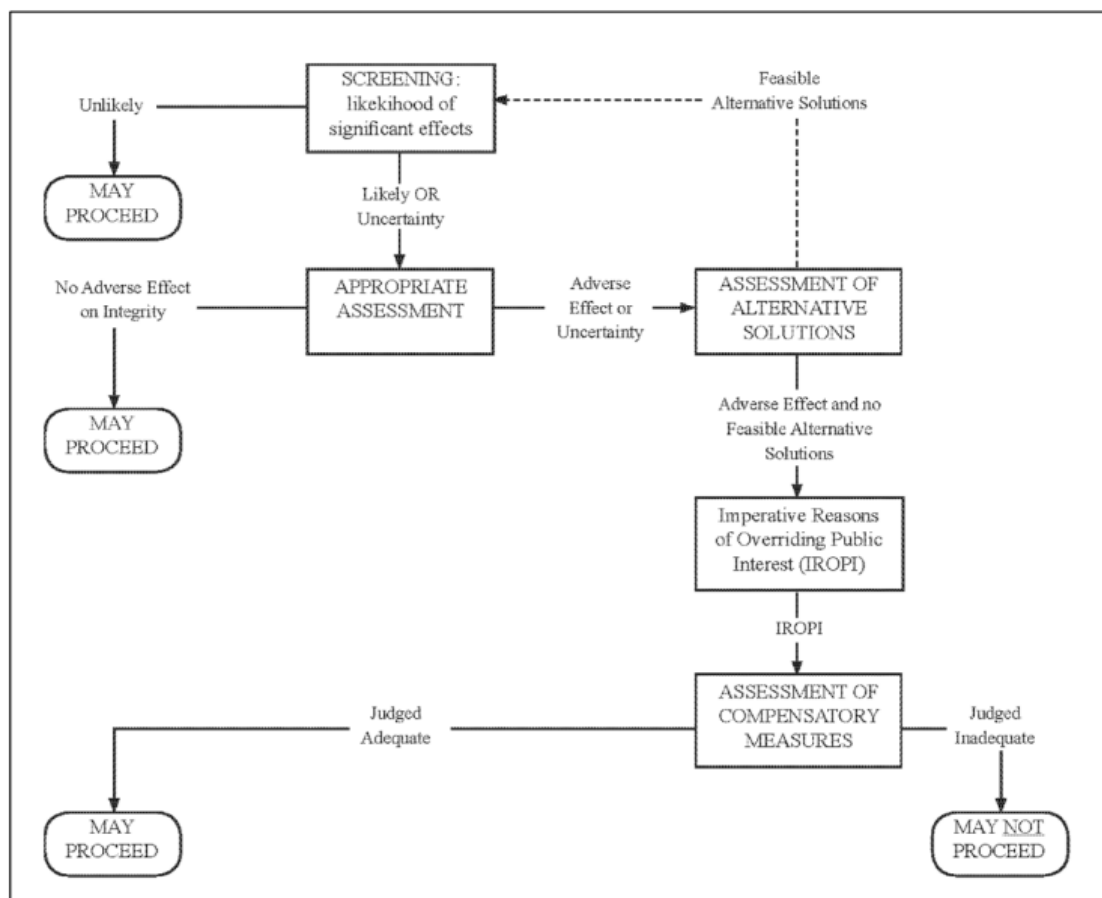 SCREENING:
likekihood of
significant effects
Feasible
Alternative Solutions
Unlikely
MAY
PROCEED
Likely OR
Uncertainty
No Adverse Effect
on Integrity
APPROPRIATE
ASSESSMENT
Adverse
Effect or
Uncertainty
ASSESSMENT OF
ALTERNATIVE
SOLUTIONS
MAY
PROCEED
Adverse Effect and no
Feasible Alternative
Solutions
Imperative Reasons
of Overriding Public
Interest (IROPI)
IROPI
ASSESSMENT OF
COMPENSATORY
MEASURES
Judged
Adequate
Judged
Inadequate
MAY
PROCEED
MAY NOT
PROCEED